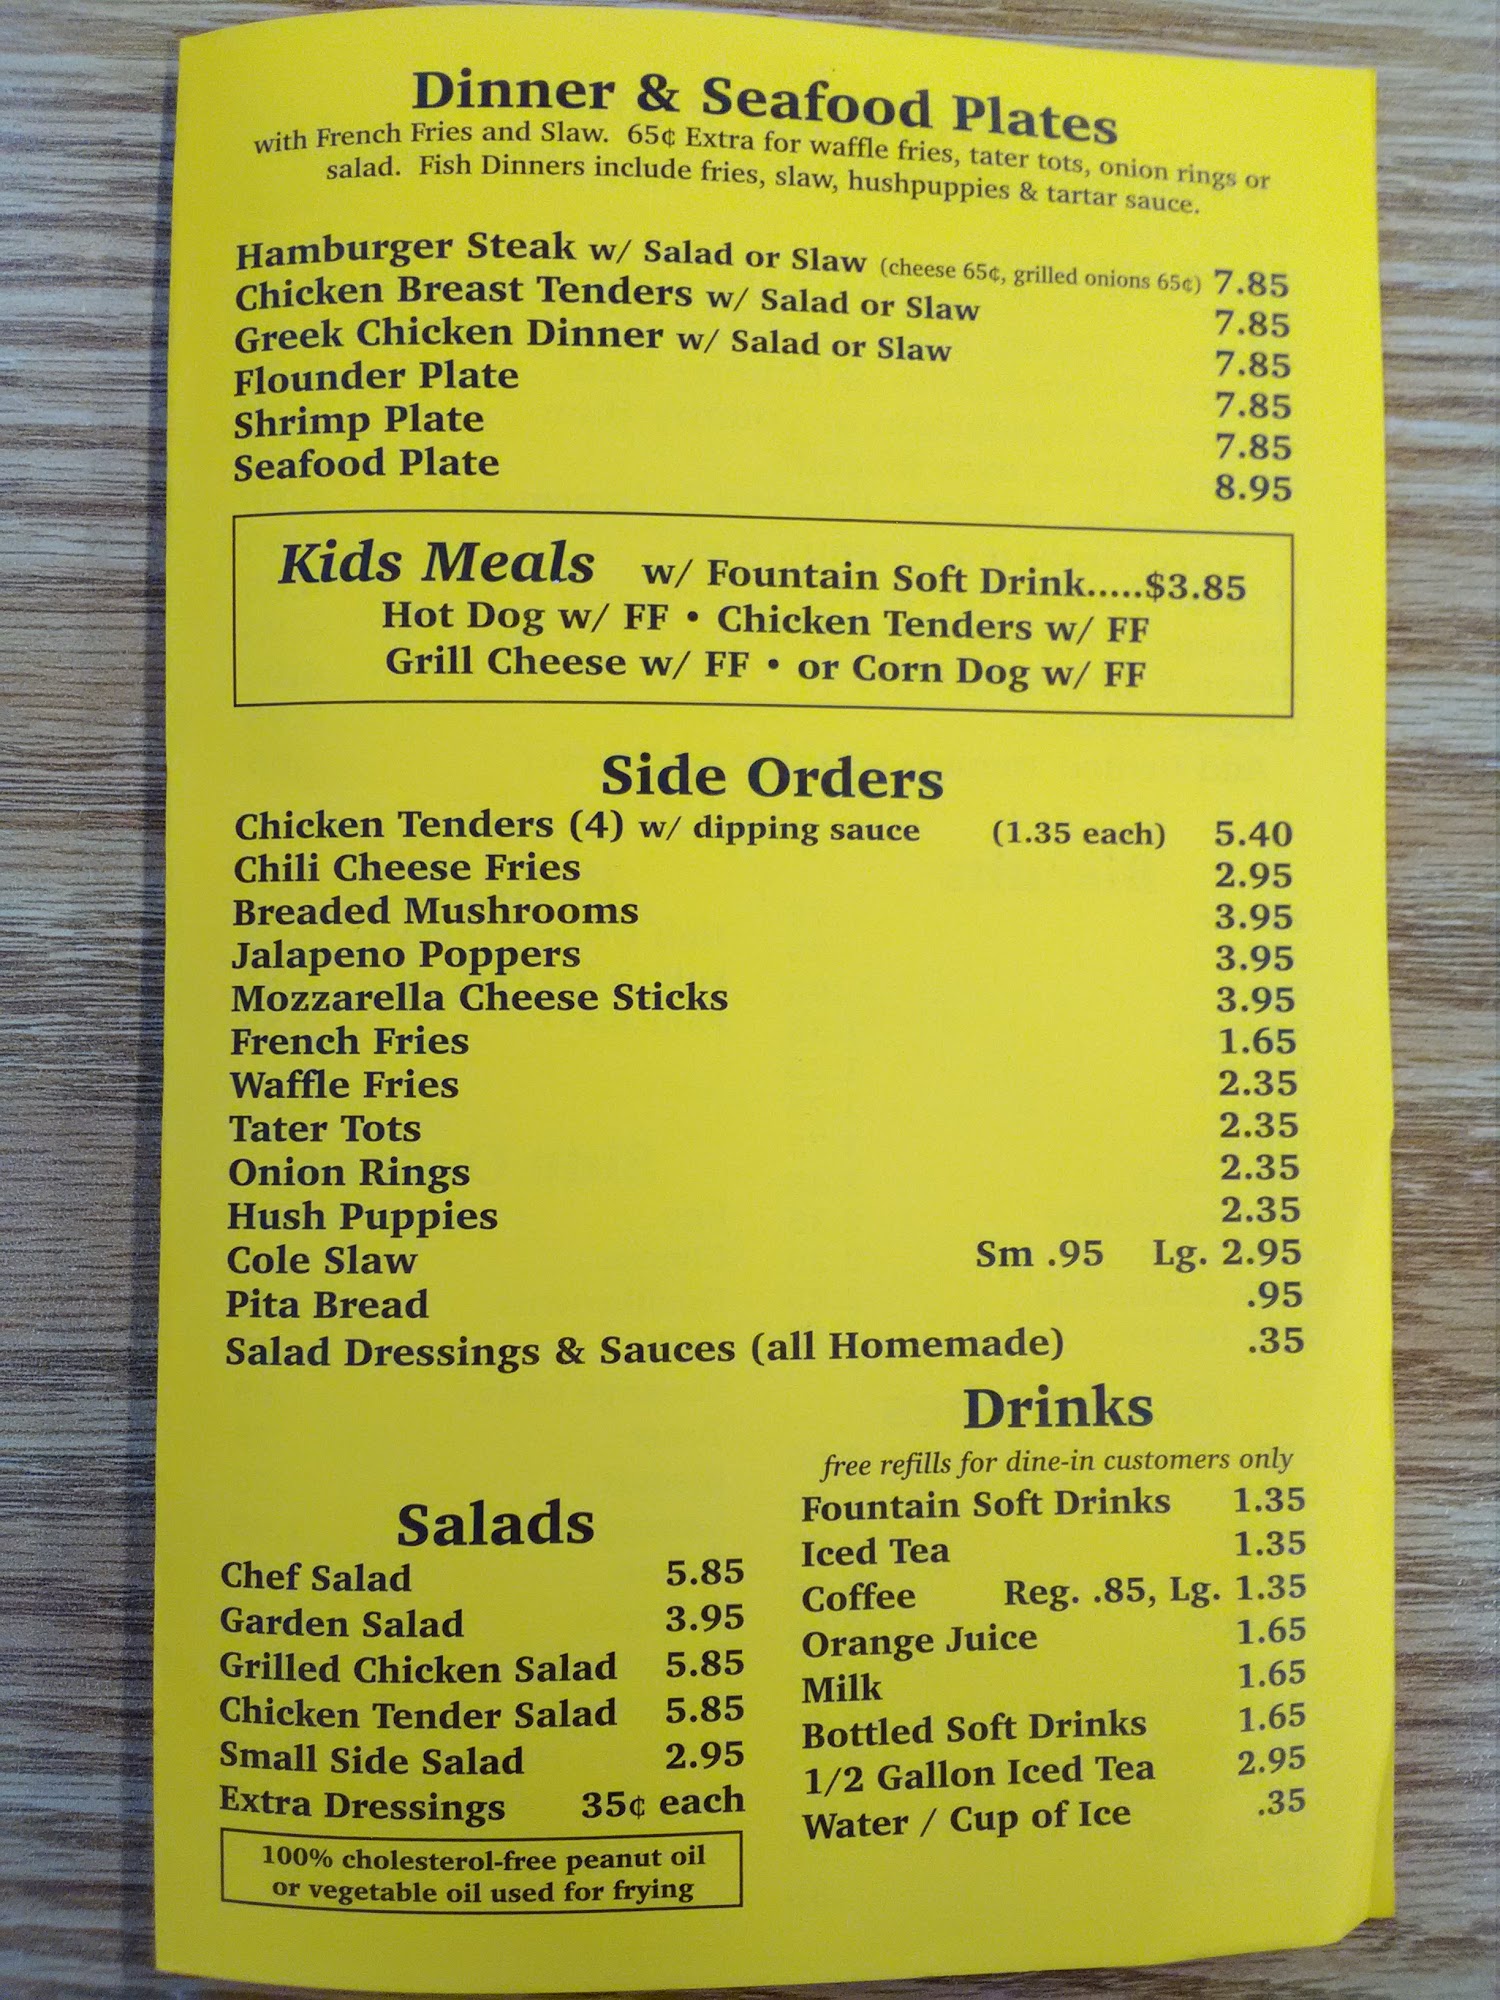 Dinner & Seafood Plates
with French Fries and Slaw. 65¢ Extra for waffle fries, tater tots, onion rings or
salad. Fish Dinners include fries, slaw, hushpuppies & tartar sauce.
Hamburger Steak w/ Salad or Slaw (cheese 65¢, grilled onions 65¢) 7.85
Chicken Breast Tenders w/ Salad or Slaw 7.85
Greek Chicken Dinner w/ Salad or Slaw 7.85
Flounder Plate 7.85
Shrimp Plate 7.85
Seafood Plate 8.95
Kids Meals w/ Fountain Soft Drink.....$3.85
Hot Dog w/ FF • Chicken Tenders w/ FF
Grill Cheese w/ FF • or Corn Dog w/ FF
Side Orders
Chicken Tenders (4) w/ dipping sauce (1.35 each) 5.40
Chili Cheese Fries 2.95
Breaded Mushrooms 3.95
Jalapeno Poppers 3.95
Mozzarella Cheese Sticks 3.95
French Fries 1.65
Waffle Fries 2.35
Tater Tots 2.35
Onion Rings 2.35
Hush Puppies 2.35
Cole Slaw Sm .95 Lg. 2.95
Pita Bread .95
Salad Dressings & Sauces (all Homemade) .35
Salads
Chef Salad 5.85
Garden Salad 3.95
Grilled Chicken Salad 5.85
Chicken Tender Salad 5.85
Small Side Salad 2.95
Extra Dressings 35¢ each
100% cholesterol-free peanut oil
or vegetable oil used for frying
Drinks
free refills for dine-in customers only
Fountain Soft Drinks 1.35
Iced Tea 1.35
Coffee Reg. .85, Lg. 1.35
Orange Juice 1.65
Milk 1.65
Bottled Soft Drinks 1.65
1/2 Gallon Iced Tea 2.95
Water / Cup of Ice .35